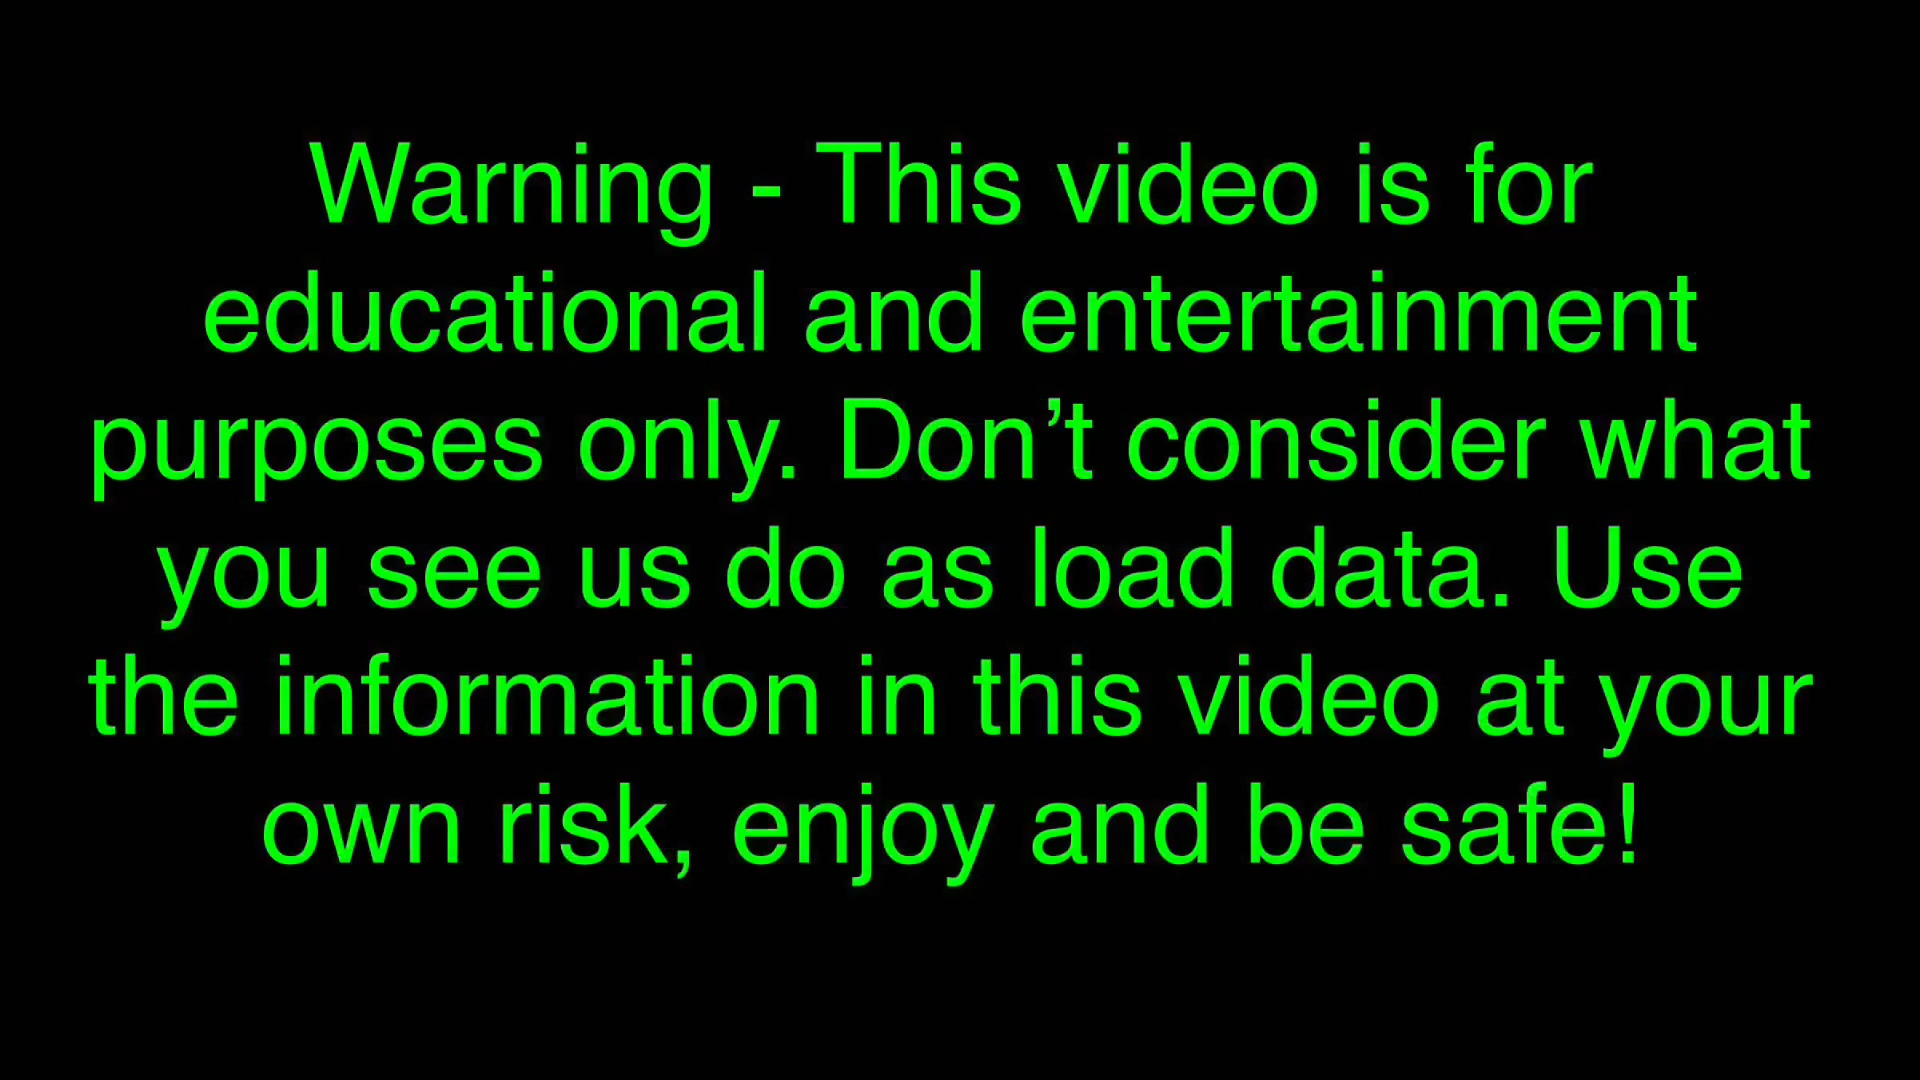 Warning - This video is for
educational and entertainment
purposes only. Don’t consider what
you see us do as load data. Use
the information in this video at your
own risk, enjoy and be safe!